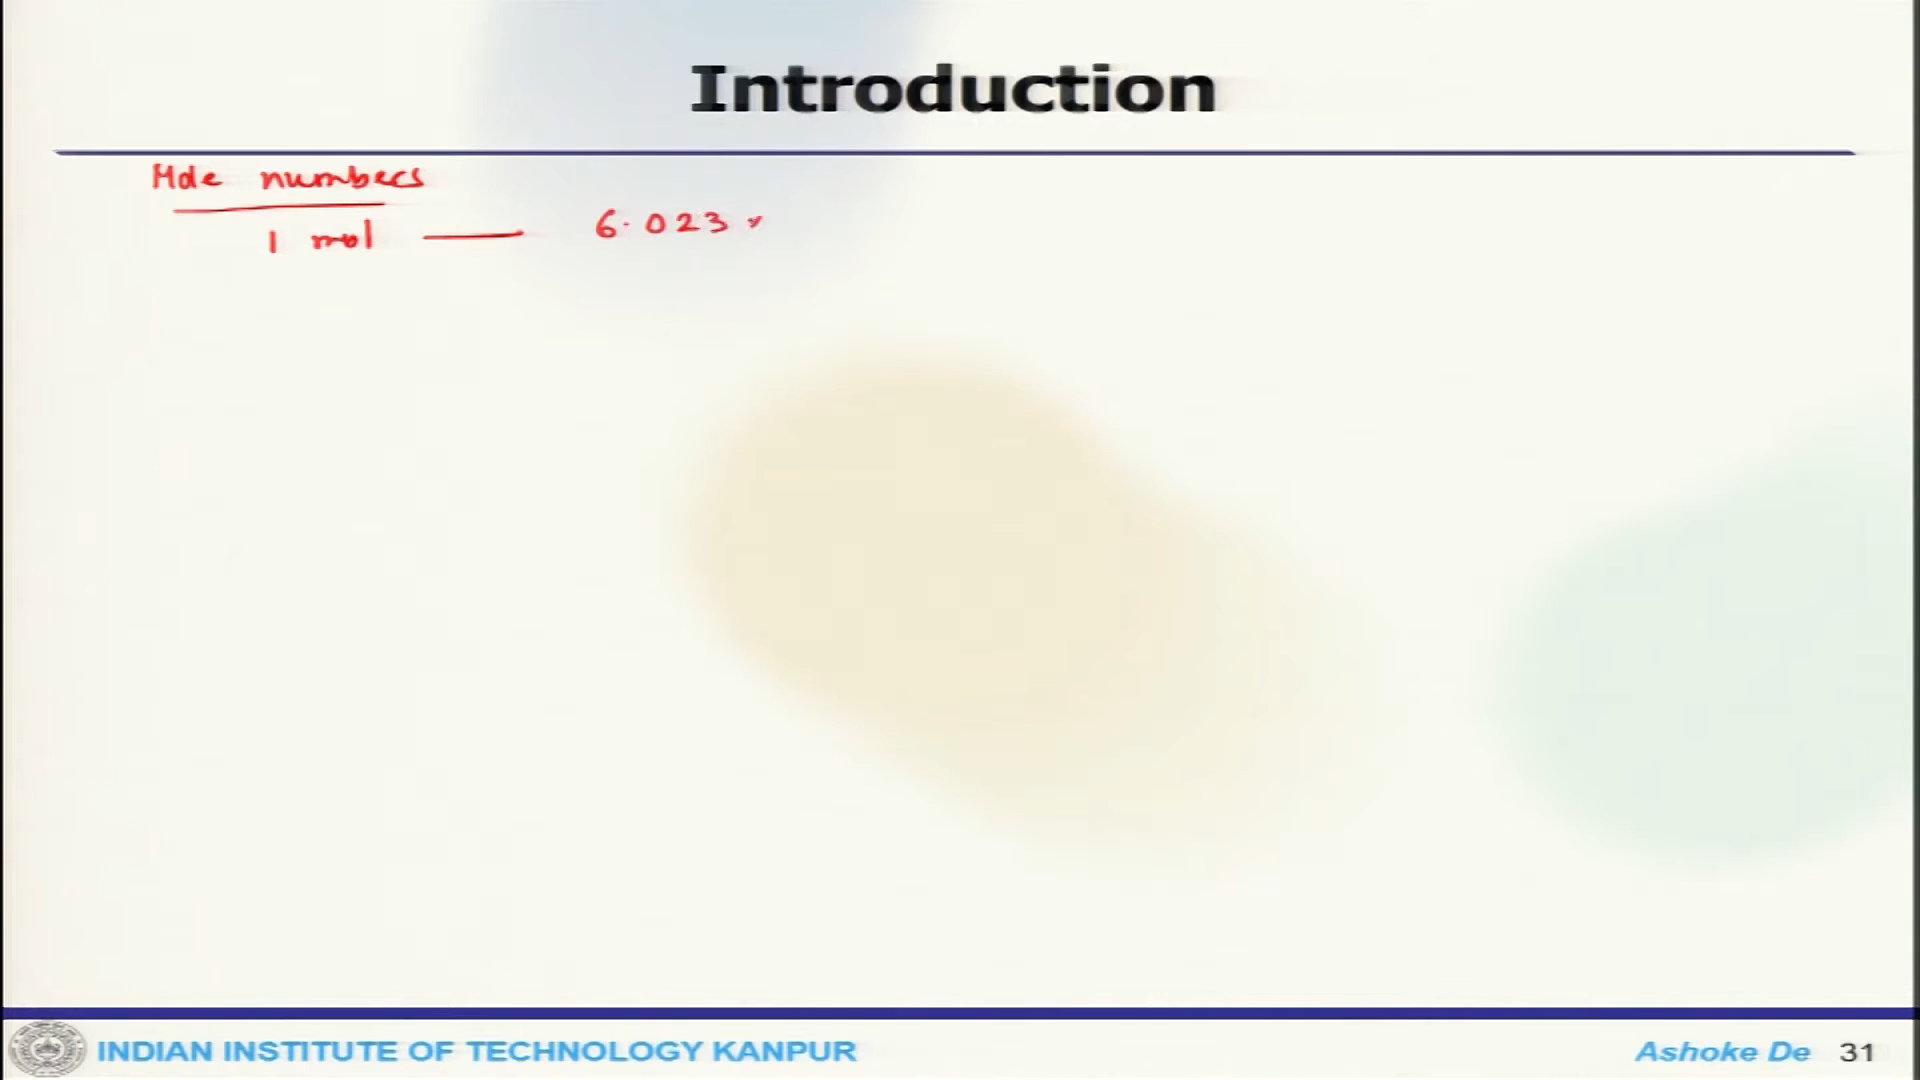 Introduction
Mole numbers
1 mol — 6.023 ×
INDIAN INSTITUTE OF TECHNOLOGY KANPUR
Ashoke De 31